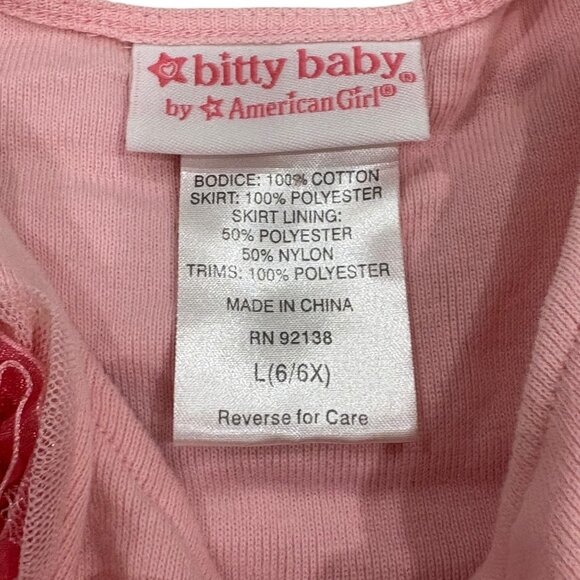 bitty baby®
by American Girl®
BODICE: 100% COTTON
SKIRT: 100% POLYESTER
SKIRT LINING:
50% POLYESTER
50% NYLON
TRIMS: 100% POLYESTER
MADE IN CHINA
RN 92138
L(6/6X)
Reverse for Care